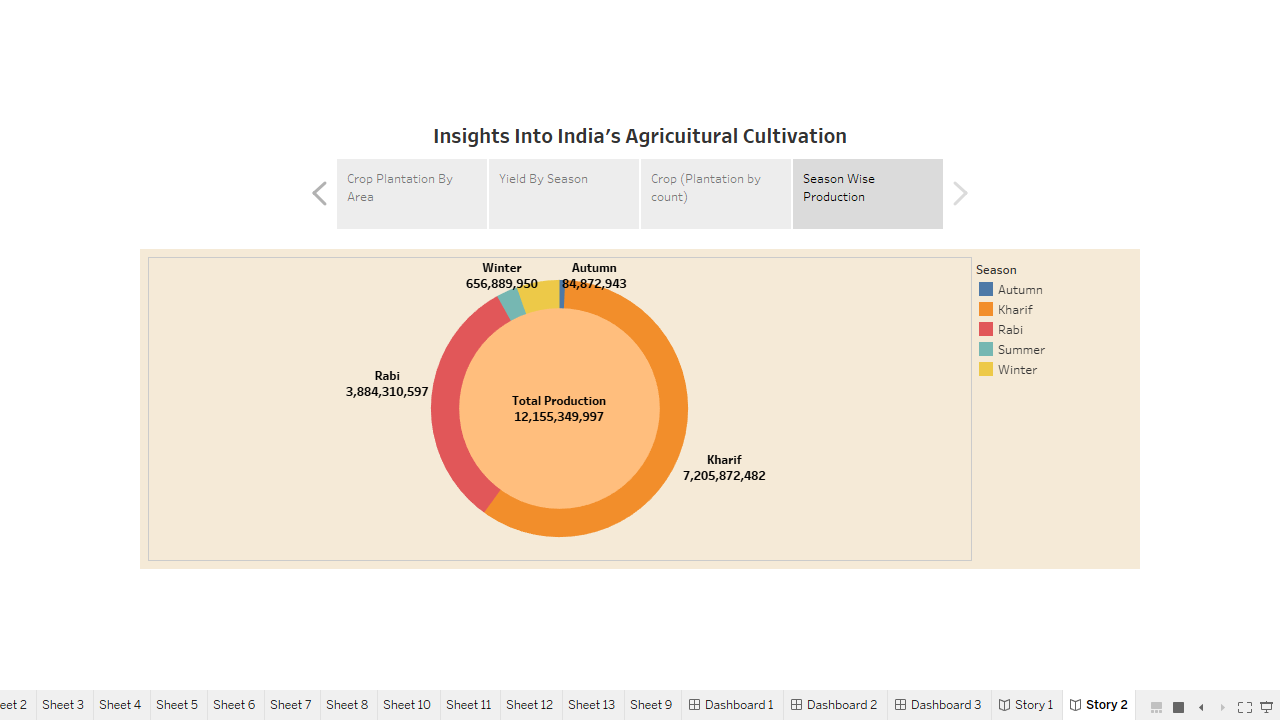 Insights Into India's Agricuitural Cultivation
Crop Plantation By
Area
Yield By Season
Crop (Plantation by
count)
Season Wise
Production
Winter
656,889,950
Autumn
84,872,943
Rabi
3,884,310,597
Total Production
12,155,349,997
Kharif
7,205,872,482
Season
Autumn
Kharif
Rabi
Summer
Winter
eet 2
Sheet 3
Sheet 4
Sheet 5
Sheet 6
Sheet 7
Sheet 8
Sheet 10
Sheet 11
Sheet 12
Sheet 13
Sheet 9
Dashboard 1
Dashboard 2
Dashboard 3
Story 1
Story 2